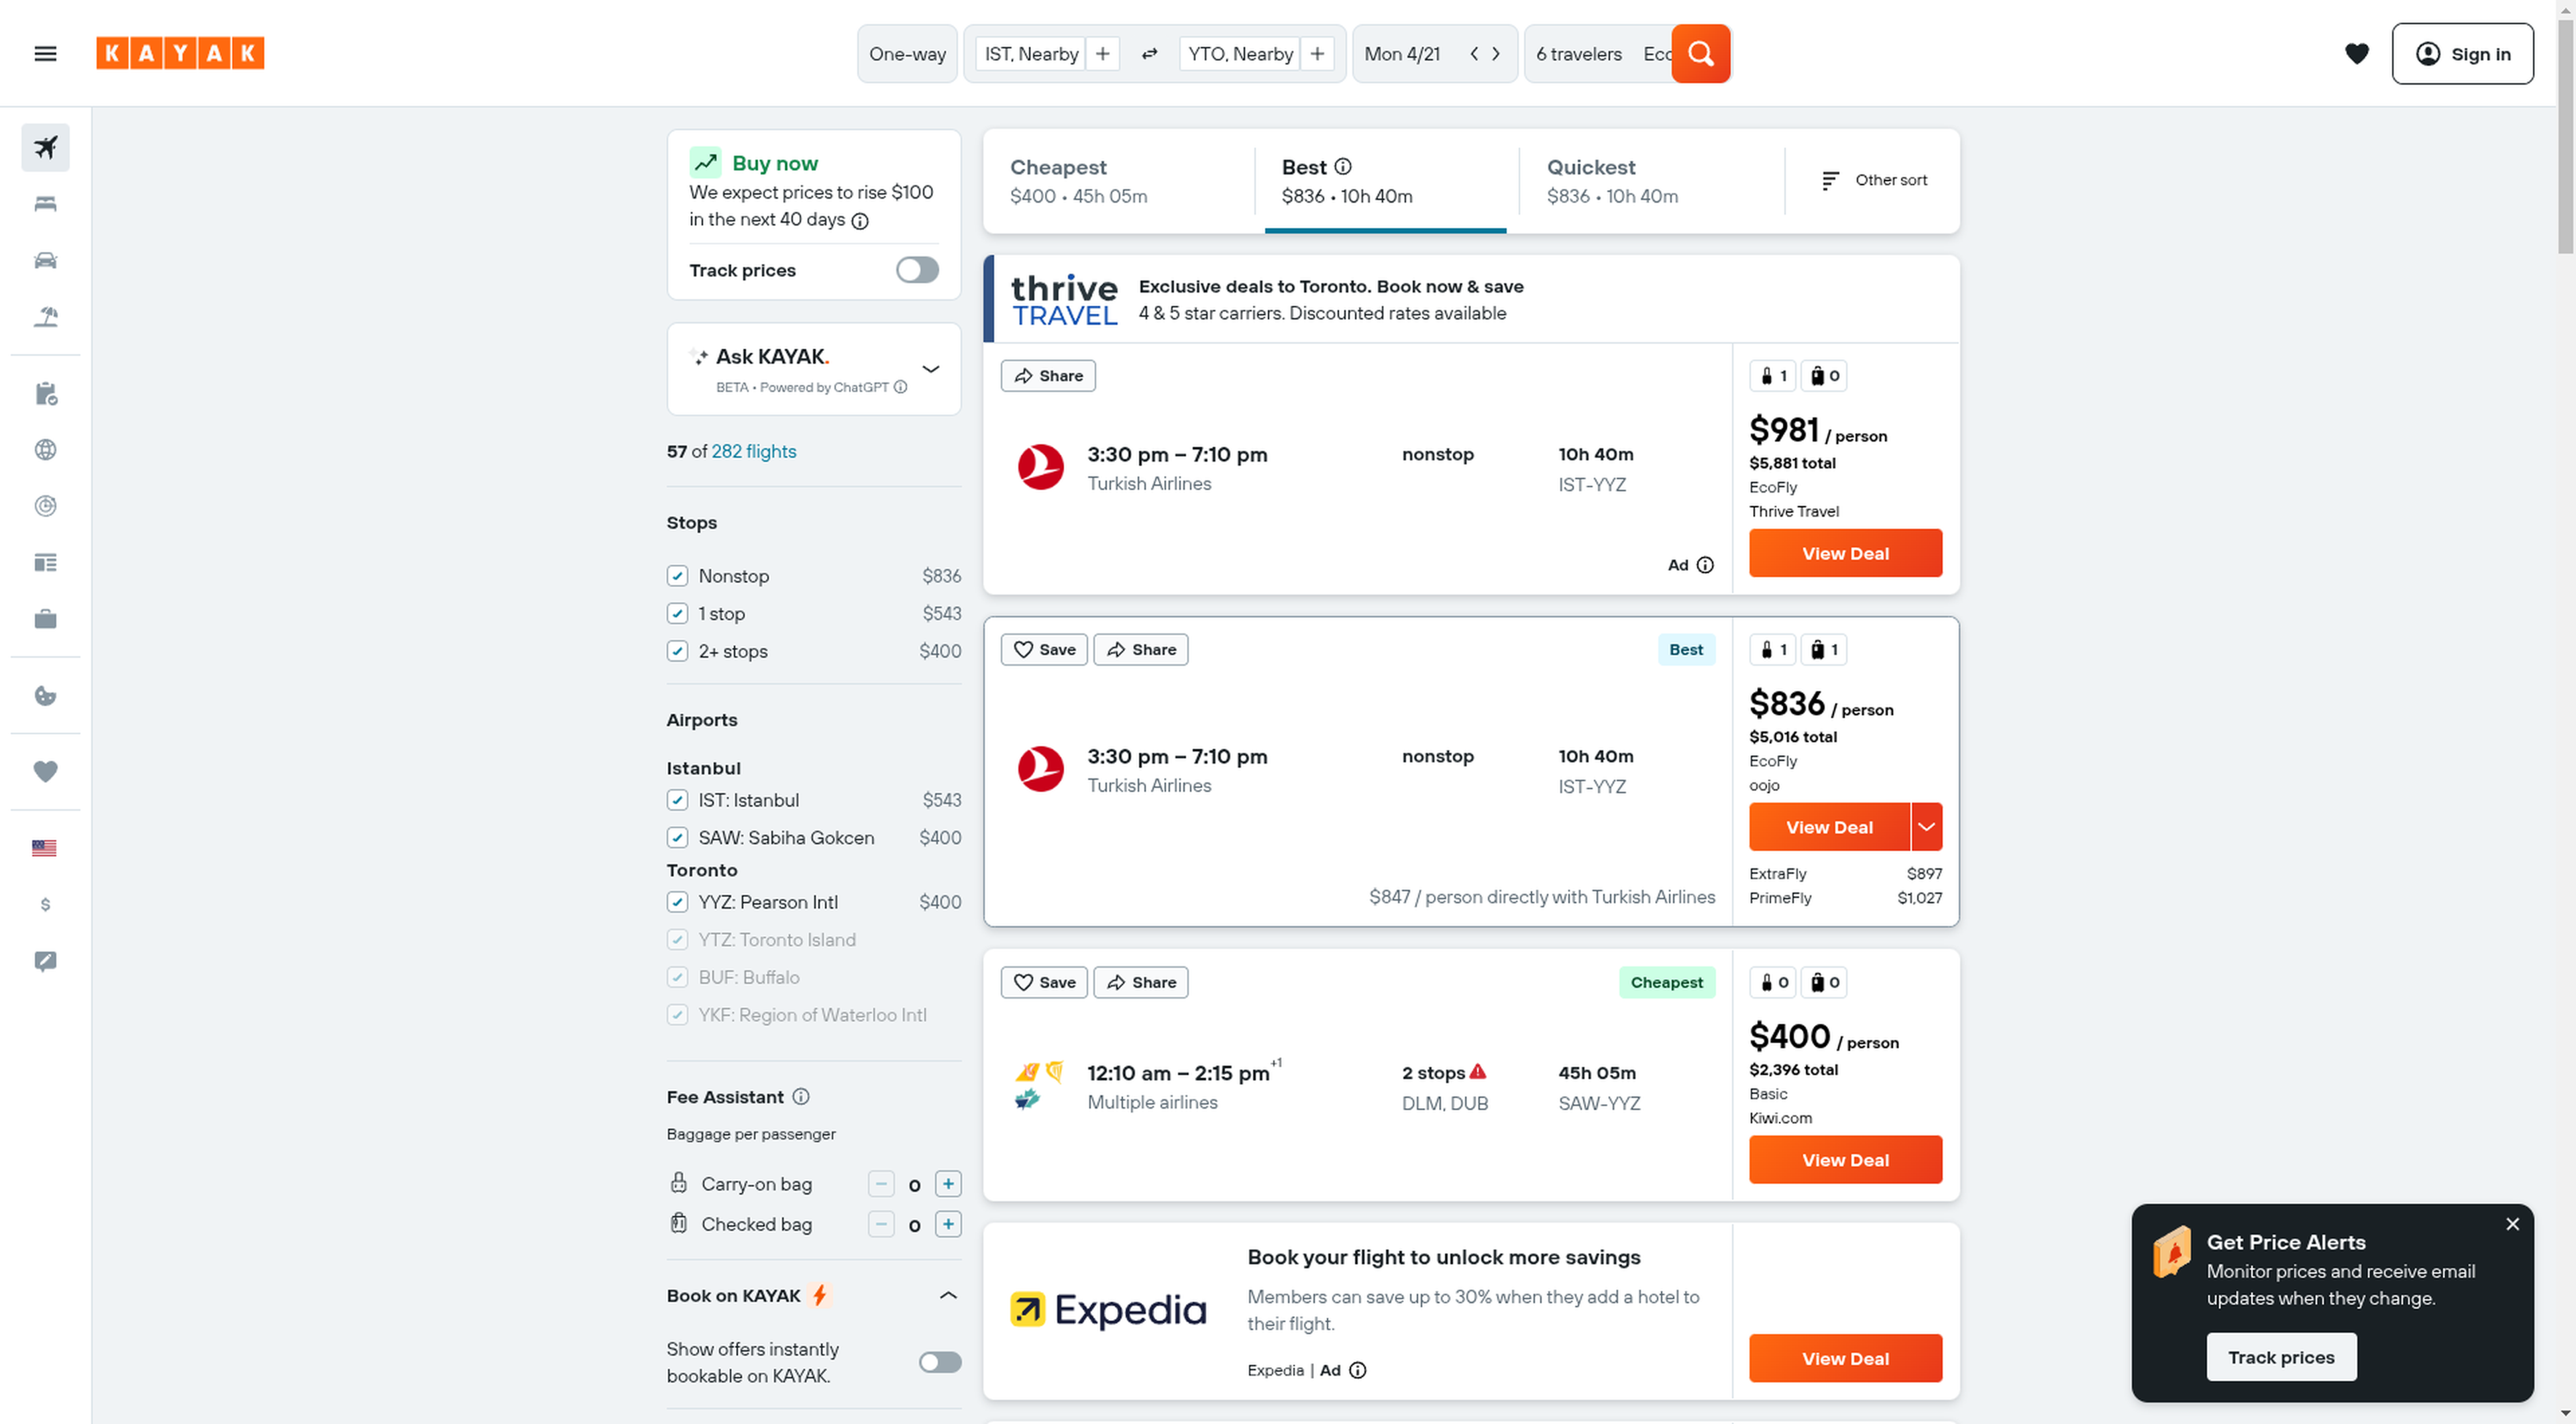 KAYAK
One-way
IST, Nearby
YTO, Nearby
Mon 4/21
6 travelers
Sign in
Buy now
We expect prices to rise $100
in the next 40 days
Track prices
Ask KAYAK.
BETA • Powered by ChatGPT
57 of 282 flights
Stops
Nonstop $836
1 stop $543
2+ stops $400
Airports
Istanbul
IST: Istanbul $543
SAW: Sabiha Gokcen $400
Toronto
YYZ: Pearson Intl $400
YTZ: Toronto Island
BUF: Buffalo
YKF: Region of Waterloo Intl
Fee Assistant
Baggage per passenger
Carry-on bag 0
Checked bag 0
Book on KAYAK
Show offers instantly
bookable on KAYAK.
Cheapest
$400 • 45h 05m
Best
$836 • 10h 40m
Quickest
$836 • 10h 40m
Other sort
thrive
TRAVEL
Exclusive deals to Toronto. Book now & save
4 & 5 star carriers. Discounted rates available
Share
3:30 pm – 7:10 pm nonstop 10h 40m
Turkish Airlines IST-YYZ
Ad
1 0
$981 / person
$5,881 total
EcoFly
Thrive Travel
View Deal
Save Share Best
3:30 pm – 7:10 pm nonstop 10h 40m
Turkish Airlines IST-YYZ
$847 / person directly with Turkish Airlines
1 1
$836 / person
$5,016 total
EcoFly
oojo
View Deal
ExtraFly $897
PrimeFly $1,027
Save Share Cheapest
12:10 am – 2:15 pm+1 2 stops 45h 05m
Multiple airlines DLM, DUB SAW-YYZ
0 0
$400 / person
$2,396 total
Basic
Kiwi.com
View Deal
Expedia
Book your flight to unlock more savings
Members can save up to 30% when they add a hotel to
their flight.
Expedia | Ad
View Deal
Get Price Alerts
Monitor prices and receive email
updates when they change.
Track prices